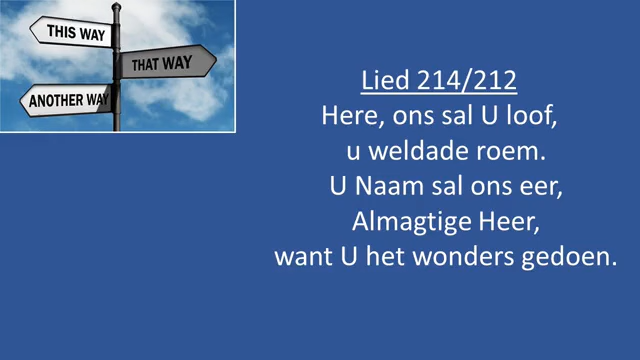 THIS WAY
THAT WAY
ANOTHER WAY
Lied 214/212
Here, ons sal U loof,
u weldade roem.
U Naam sal ons eer,
Almagtige Heer,
want U het wonders gedoen.